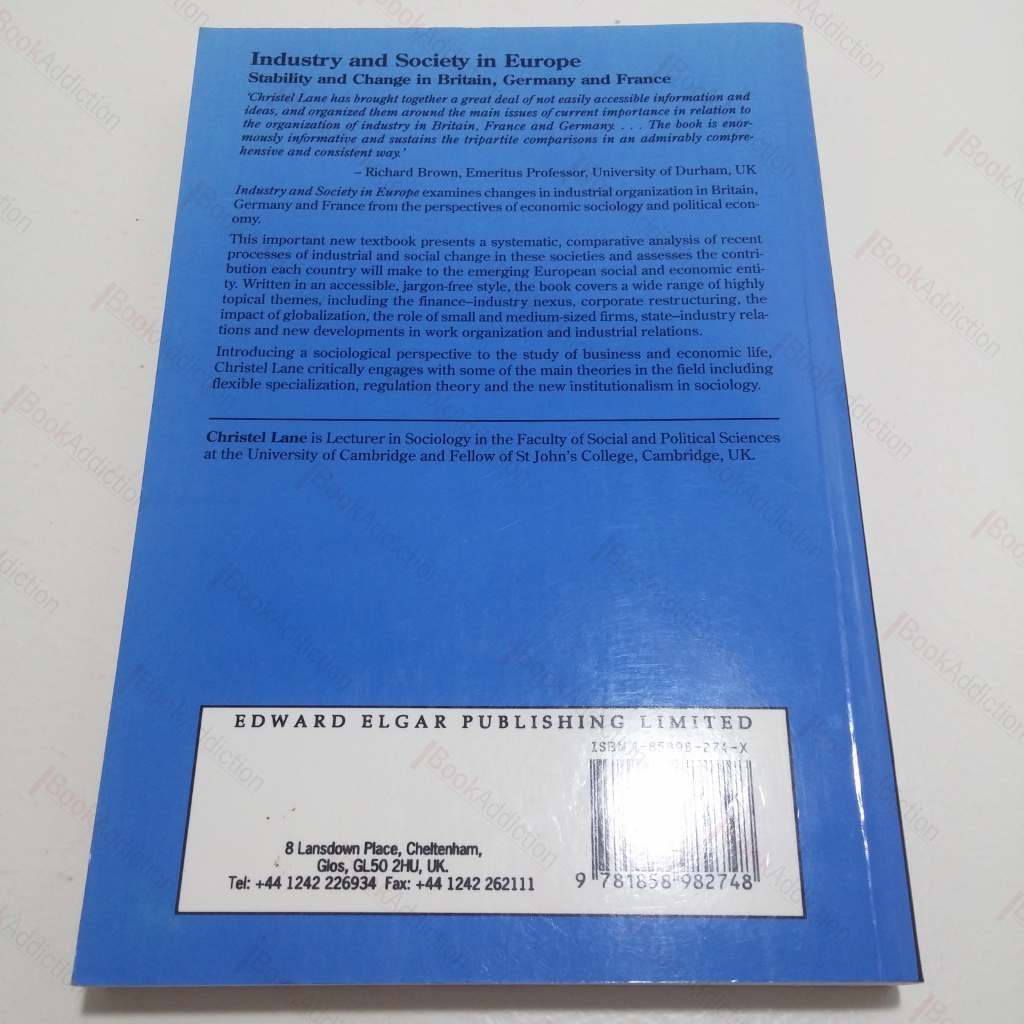 Industry and Society in Europe
Stability and Change in Britain, Germany and France
'Christel Lane has brought together a great deal of not easily accessible information and
ideas, and organized them around the main issues of current importance in relation to
the organization of industry in Britain, France and Germany. . . . The book is enor-
mously informative and sustains the tripartite comparisons in an admirably compre-
hensive and consistent way.'
– Richard Brown, Emeritus Professor, University of Durham, UK
Industry and Society in Europe examines changes in industrial organization in Britain,
Germany and France from the perspectives of economic sociology and political econ-
omy.
This important new textbook presents a systematic, comparative analysis of recent
processes of industrial and social change in these societies and assesses the contri-
bution each country will make to the emerging European social and economic enti-
ty. Written in an accessible, jargon-free style, the book covers a wide range of highly
topical themes, including the finance–industry nexus, corporate restructuring, the
impact of globalization, the role of small and medium-sized firms, state–industry rela-
tions and new developments in work organization and industrial relations.
Introducing a sociological perspective to the study of business and economic life,
Christel Lane critically engages with some of the main theories in the field including
flexible specialization, regulation theory and the new institutionalism in sociology.
Christel Lane is Lecturer in Sociology in the Faculty of Social and Political Sciences
at the University of Cambridge and Fellow of St John's College, Cambridge, UK.
EDWARD ELGAR PUBLISHING LIMITED
ISBN 1-85898-274-X
8 Lansdown Place, Cheltenham,
Glos, GL50 2HU, UK.
Tel: +44 1242 226934 Fax: +44 1242 262111
9 781858 982748
BookAddiction